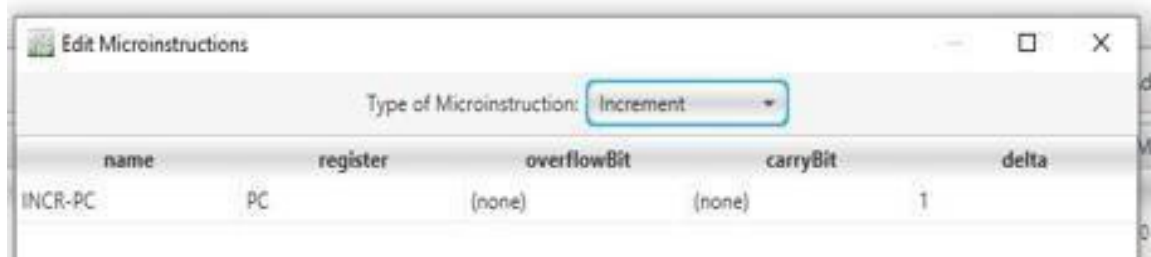 Edit Microinstructions
Type of Microinstruction: Increment
name register overflowBit carryBit delta
INCR-PC PC (none) (none) 1